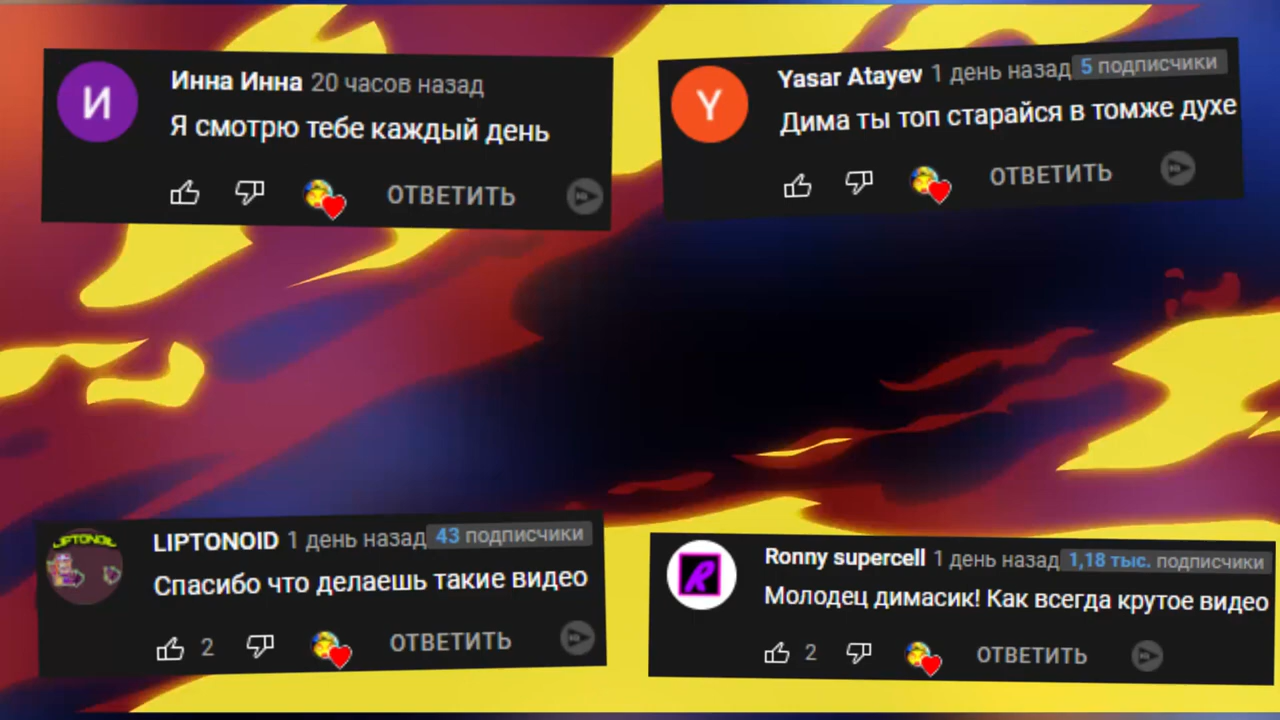 И
Инна Инна 20 часов назад
Я смотрю тебе каждый день
ОТВЕТИТЬ
Y
Yasar Atayev 1 день назад 5 подписчики
Дима ты топ старайся в томже духе
ОТВЕТИТЬ
LIPTONOID
LIPTONOID 1 день назад 43 подписчики
Спасибо что делаешь такие видео
2 ОТВЕТИТЬ
R
Ronny supercell 1 день назад 1,18 тыс. подписчики
Молодец димасик! Как всегда крутое видео
2 ОТВЕТИТЬ